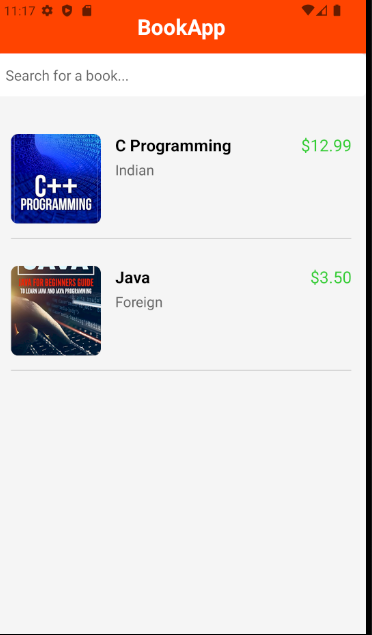 11:17
BookApp
Search for a book...
C Programming
$12.99
Indian
C++
PROGRAMMING
Java
$3.50
Foreign
JAVA
FOR BEGINNERS GUIDE
TO LEARN JAVA AND JAVA PROGRAMMING